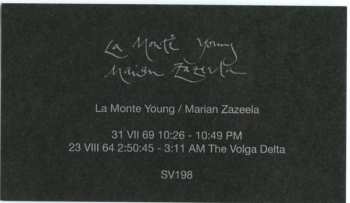 La Monte Young
Marian Zazeela
La Monte Young / Marian Zazeela
31 VII 69 10:26 - 10:49 PM
23 VIII 64 2:50:45 - 3:11 AM The Volga Delta
SV198